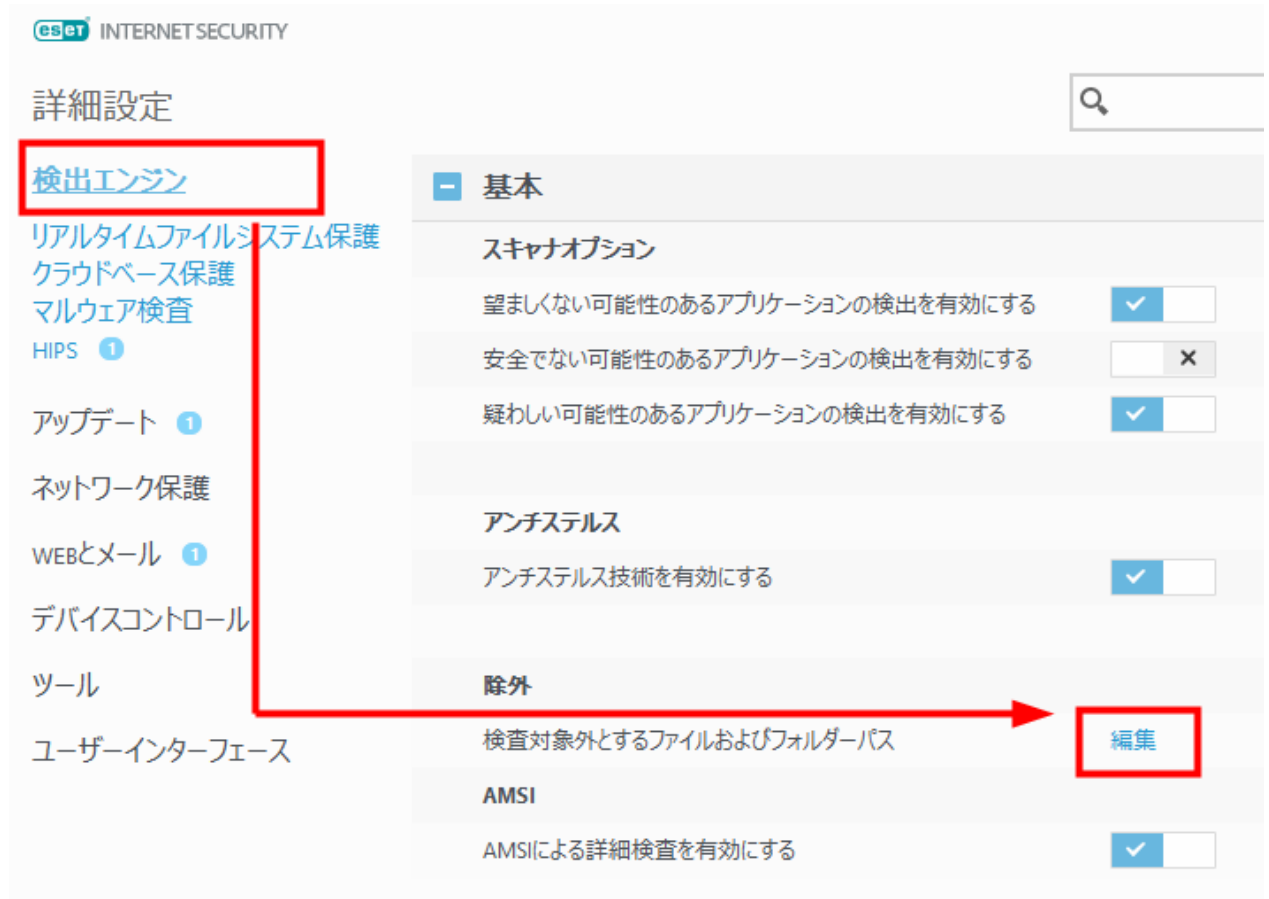 eset INTERNET SECURITY
詳細設定
検出エンジン
リアルタイムファイルシステム保護
クラウドベース保護
マルウェア検査
HIPS 1
アップデート 1
ネットワーク保護
WEBとメール 1
デバイスコントロール
ツール
ユーザーインターフェース
基本
スキャナオプション
望ましくない可能性のあるアプリケーションの検出を有効にする
安全でない可能性のあるアプリケーションの検出を有効にする
疑わしい可能性のあるアプリケーションの検出を有効にする
アンチステルス
アンチステルス技術を有効にする
除外
検査対象外とするファイルおよびフォルダーパス 編集
AMSI
AMSIによる詳細検査を有効にする